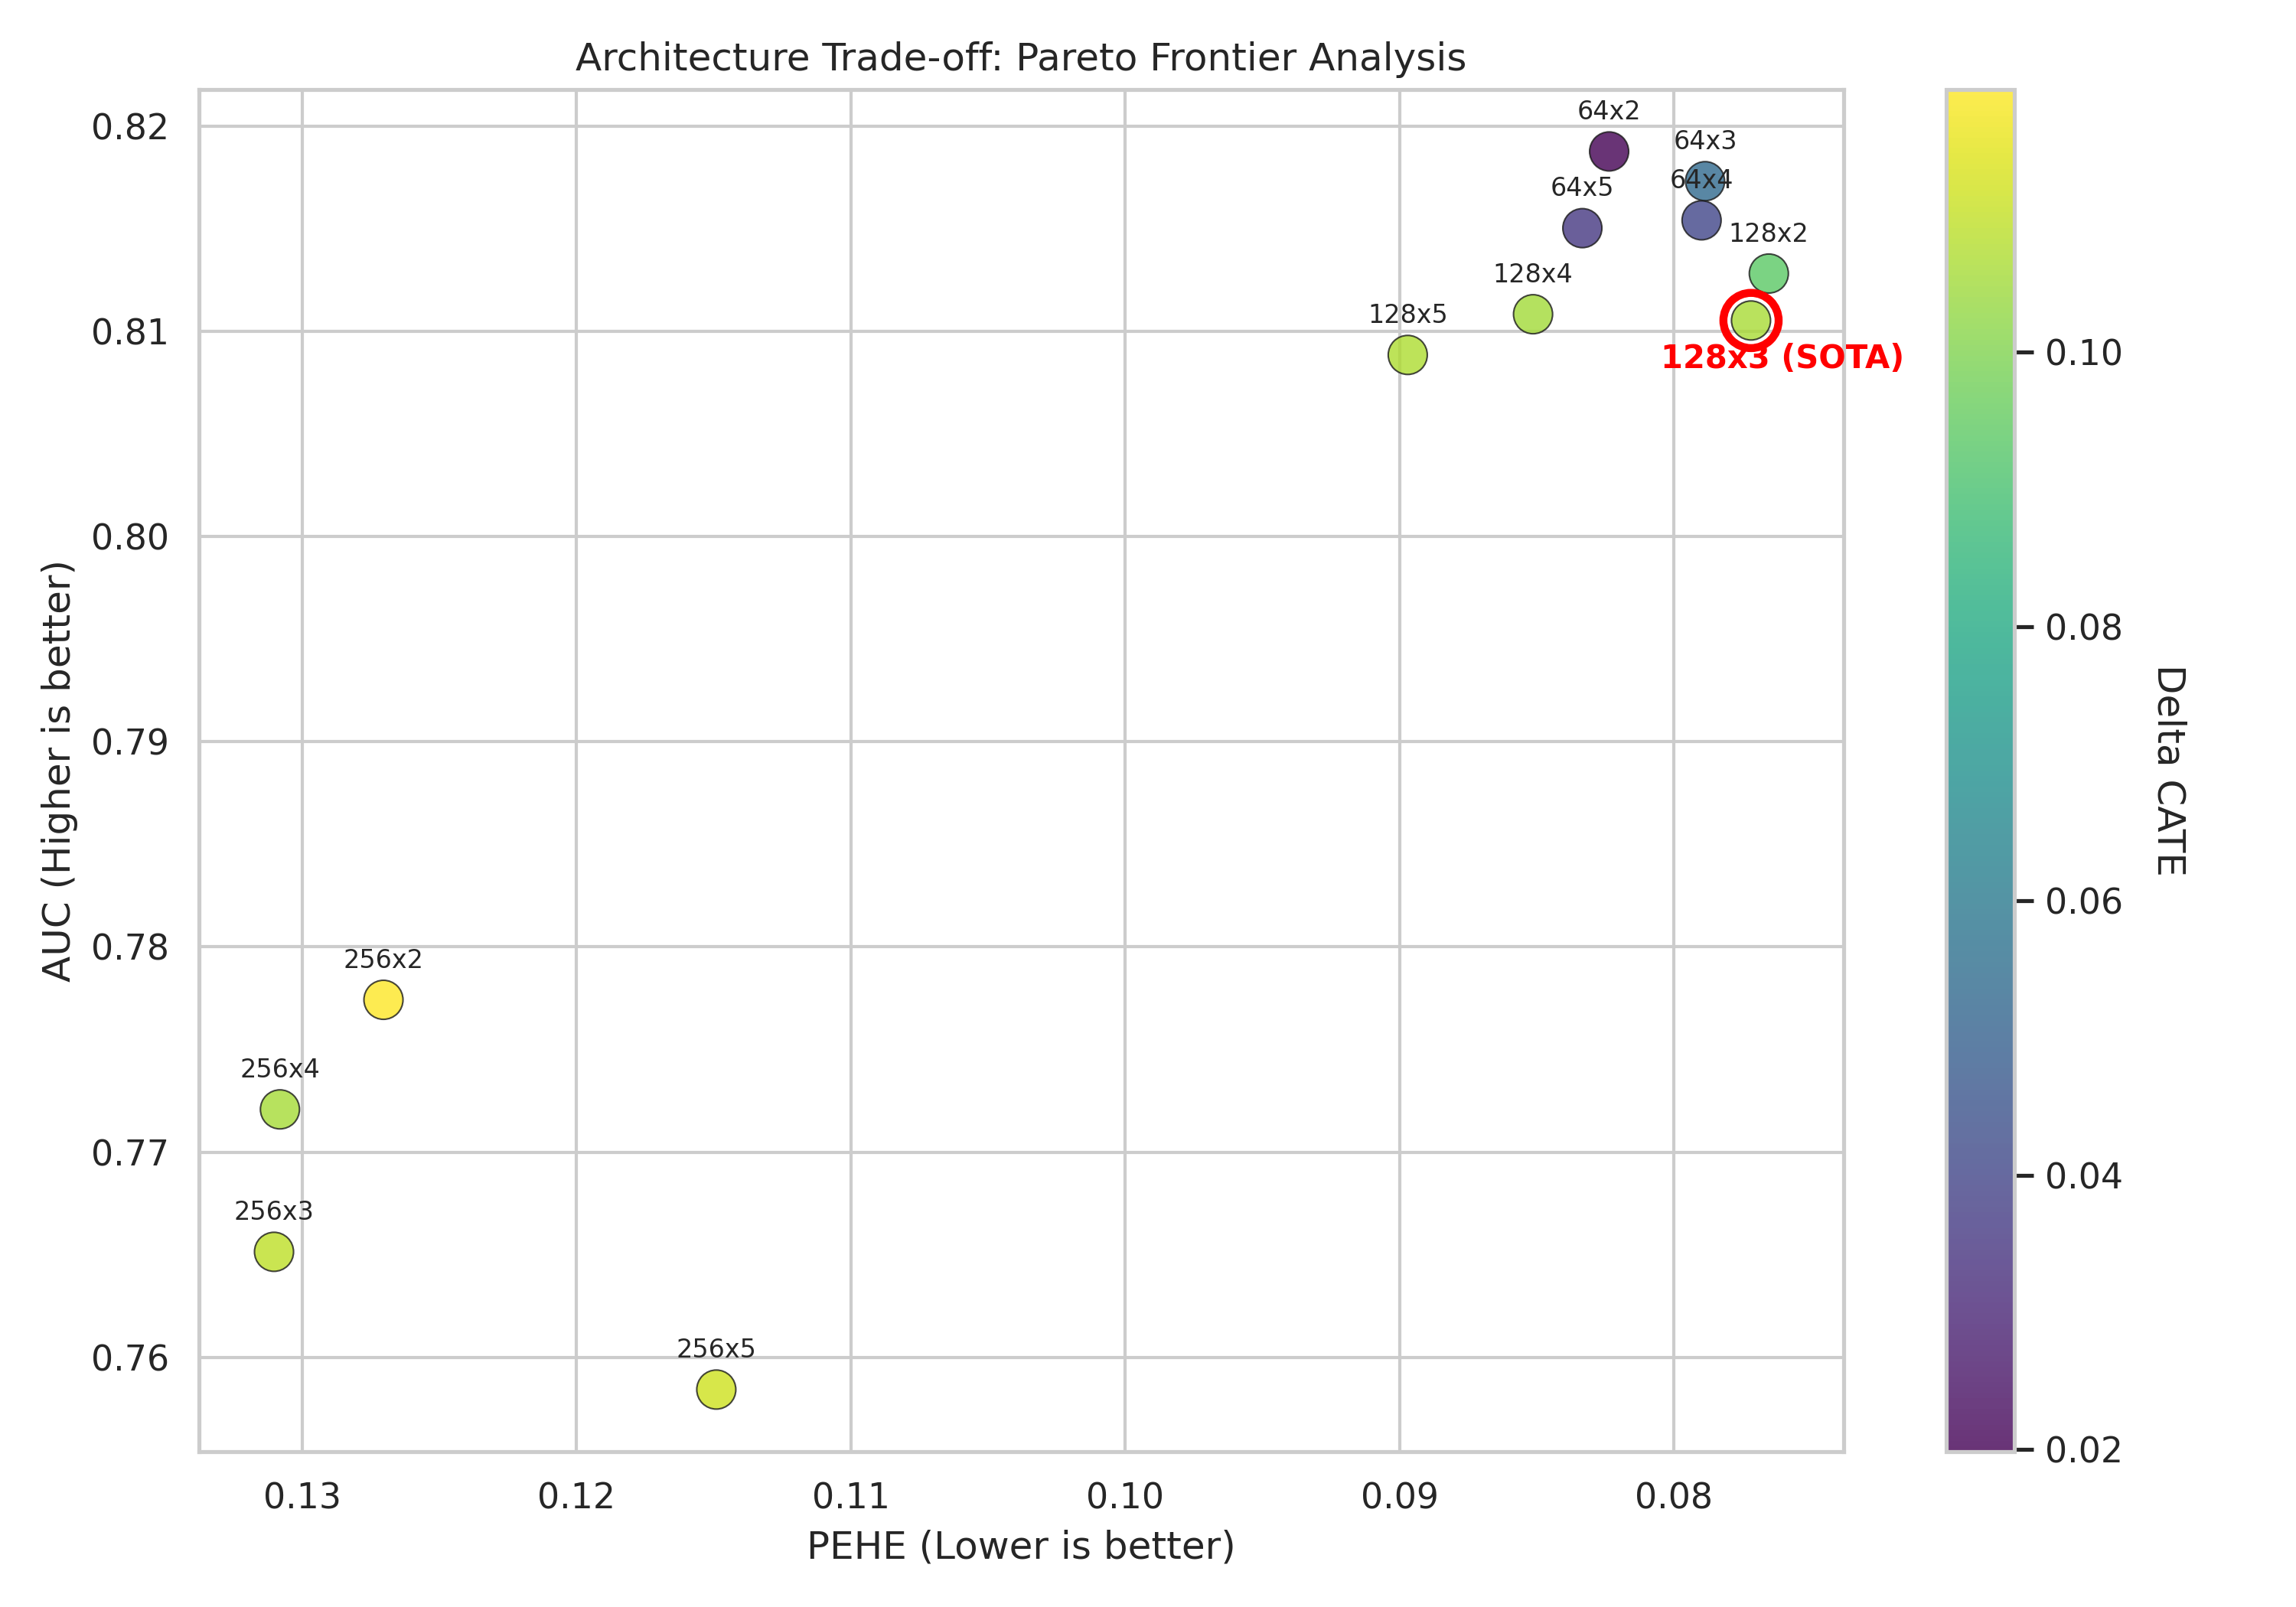 Architecture Trade-off: Pareto Frontier Analysis
AUC (Higher is better)
0.82
0.81
0.80
0.79
0.78
0.77
0.76
64x2
64x3
64x4
64x5
128x2
128x4
128x5
128x3 (SOTA)
256x2
256x4
256x3
256x5
0.13
0.12
0.11
0.10
0.09
0.08
PEHE (Lower is better)
0.10
0.08
0.06
0.04
0.02
Delta CATE